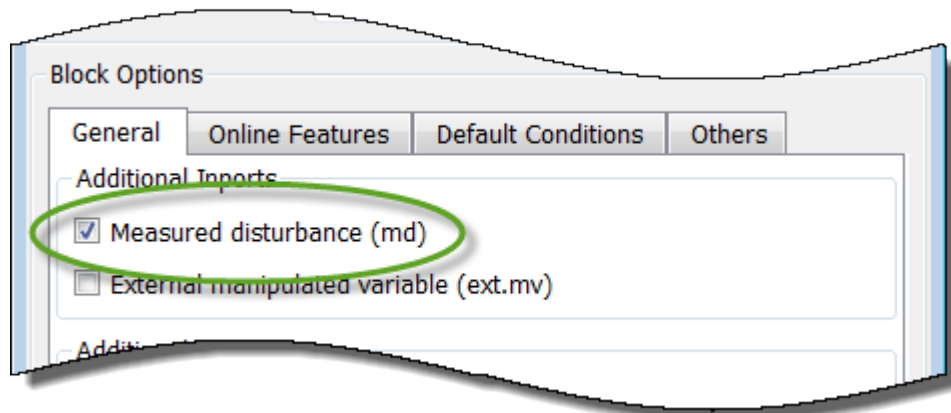 Block Options
General Online Features Default Conditions Others
Additional Inports
Measured disturbance (md)
External manipulated variable (ext.mv)